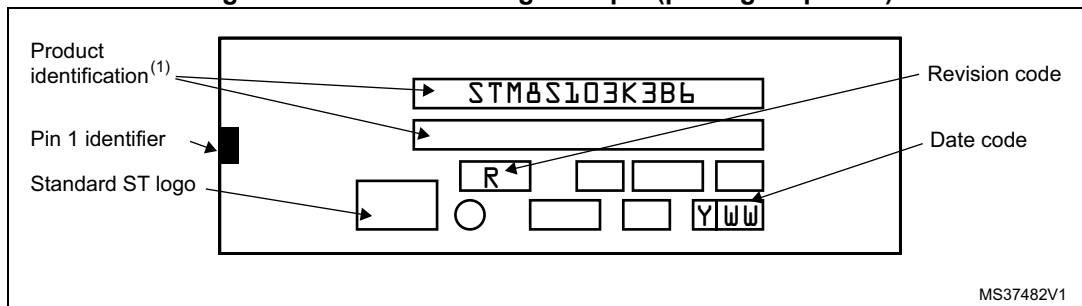 Product
identification(1)
Pin 1 identifier
Standard ST logo
STM8S103K3B6
R
Y WW
Revision code
Date code
MS37482V1